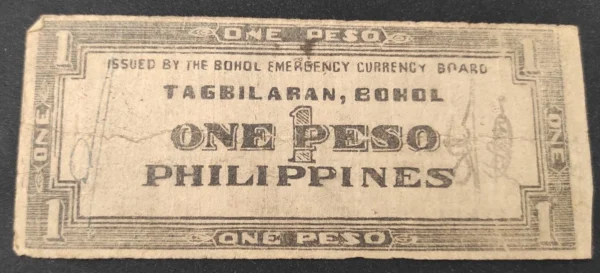 1 ONE PESO 1
ISSUED BY THE BOHOL EMERGENCY CURRENCY BOARD
TAGBILARAN, BOHOL
ONE ONE PESO ONE
1
PHILIPPINES
1 ONE PESO 1